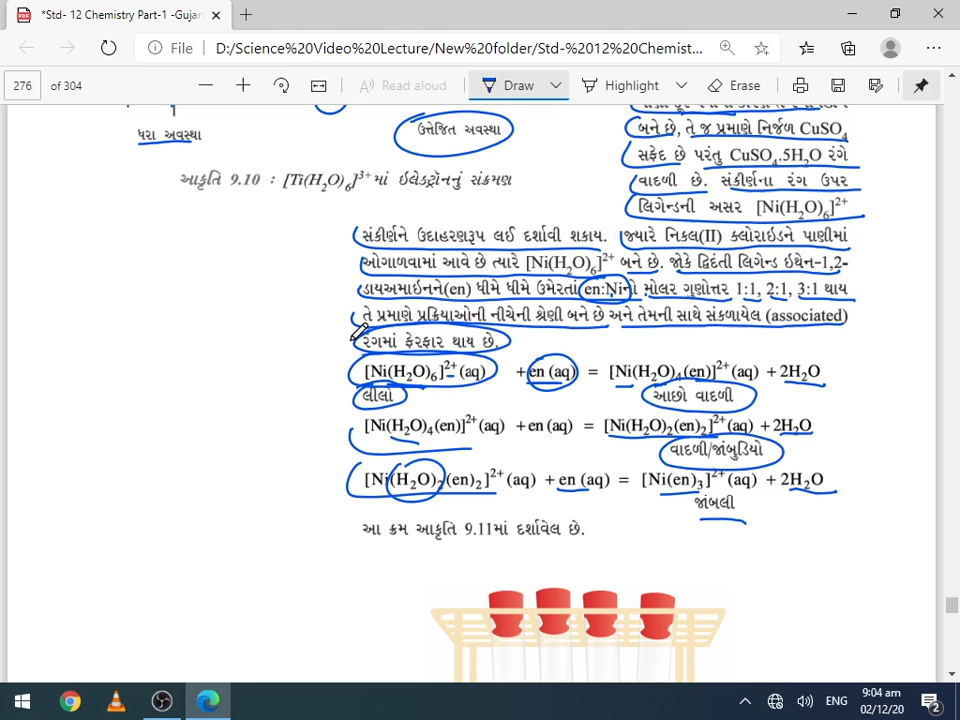 *Std- 12 Chemistry Part-1 -Gujar
File
D:/Science%20Video%20Lecture/New%20folder/Std-%2012%20Chemist...
276 of 304
Read aloud
Draw
Highlight
Erase
ધરા અવસ્થા
ઉત્તેજિત અવસ્થા
આકૃતિ 9.10 : [Ti(H₂O)₆]³⁺માં ઇલેક્ટ્રૉનનું સંક્રમણ
બને છે, તે જ પ્રમાણે નિર્જળ CuSO₄
સફેદ છે પરંતુ CuSO₄.5H₂O રંગે
વાદળી છે. સંકીર્ણના રંગ ઉપર
લિગેન્ડની અસર [Ni(H₂O)₆]²⁺
સંકીર્ણને ઉદાહરણરૂપ લઈ દર્શાવી શકાય. જ્યારે નિકલ(II) ક્લોરાઇડને પાણીમાં
ઓગાળવામાં આવે છે ત્યારે [Ni(H₂O)₆]²⁺ બને છે. જોકે દ્વિદંતી લિગેન્ડ ઇથેન-1,2-
ડાયઅમાઇનને(en) ધીમે ધીમે ઉમેરતાં en:Niનો મોલર ગુણોત્તર 1:1, 2:1, 3:1 થાય
તે પ્રમાણે પ્રક્રિયાઓની નીચેની શ્રેણી બને છે અને તેમની સાથે સંકળાયેલ (associated)
રંગમાં ફેરફાર થાય છે.
[Ni(H₂O)₆]²⁺(aq) + en (aq) = [Ni(H₂O)₄(en)]²⁺(aq) + 2H₂O
લીલો આછો વાદળી
[Ni(H₂O)₄(en)]²⁺(aq) + en (aq) = [Ni(H₂O)₂(en)₂]²⁺(aq) + 2H₂O
વાદળી/જાંબુડિયો
[Ni(H₂O)₂(en)₂]²⁺(aq) + en (aq) = [Ni(en)₃]²⁺(aq) + 2H₂O
જાંબલી
આ ક્રમ આકૃતિ 9.11માં દર્શાવેલ છે.
ENG
9:04 am
02/12/20
2